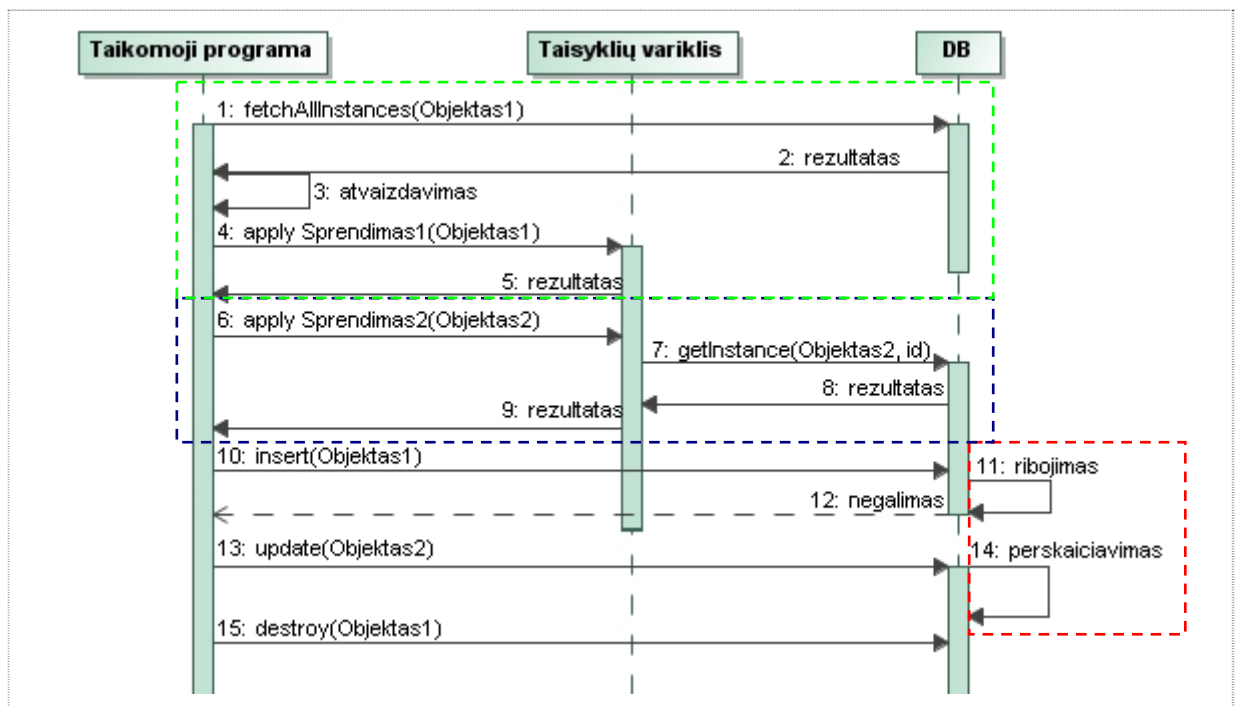 Taikomoji programa
Taisyklių variklis
DB
1: fetchAllInstances(Objektas1)
2: rezultatas
3: atvaizdavimas
4: apply Sprendimas1(Objektas1)
5: rezultatas
6: apply Sprendimas2(Objektas2)
7: getInstance(Objektas2, id)
8: rezultatas
9: rezultatas
10: insert(Objektas1)
11: ribojimas
12: negalimas
13: update(Objektas2)
14: perskaiciavimas
15: destroy(Objektas1)